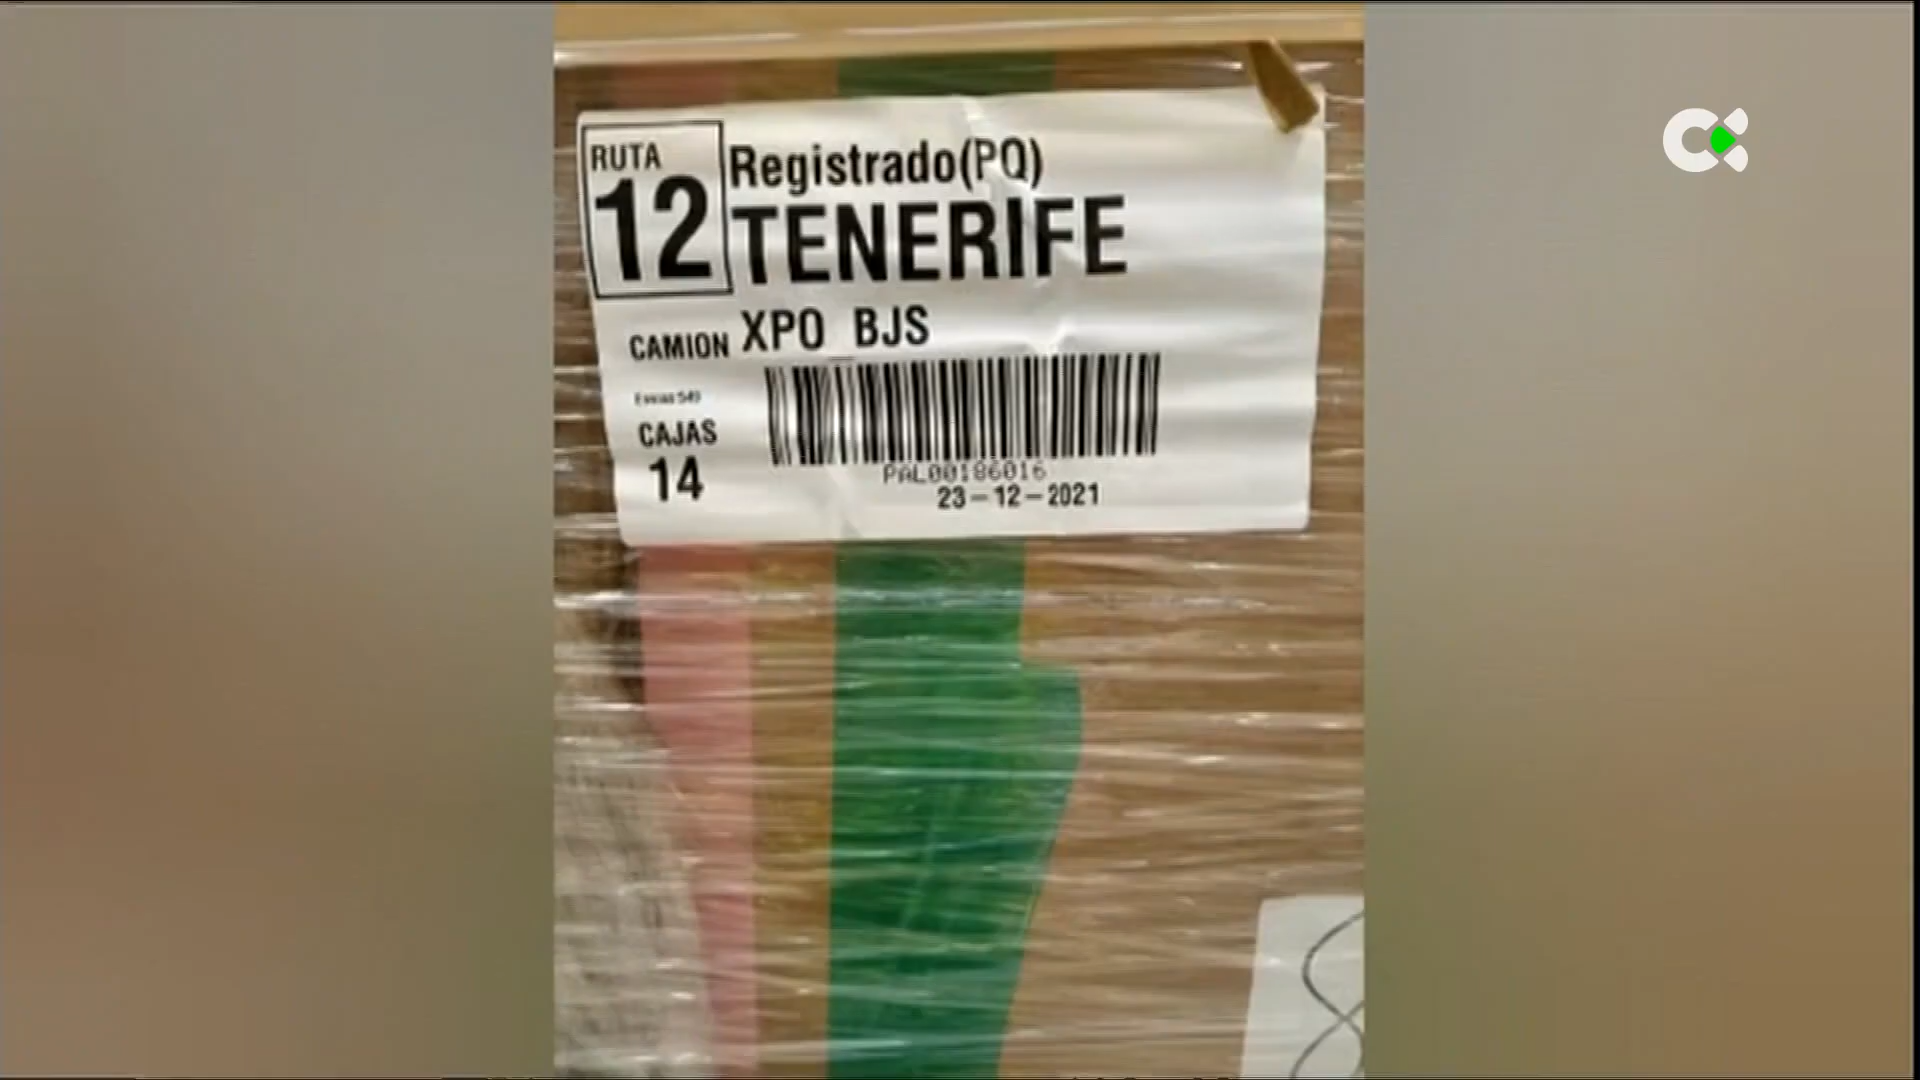 RUTA
12
Registrado(PQ)
TENERIFE
CAMION XPO BJS
CAJAS
14
PAL00186016
23-12-2021